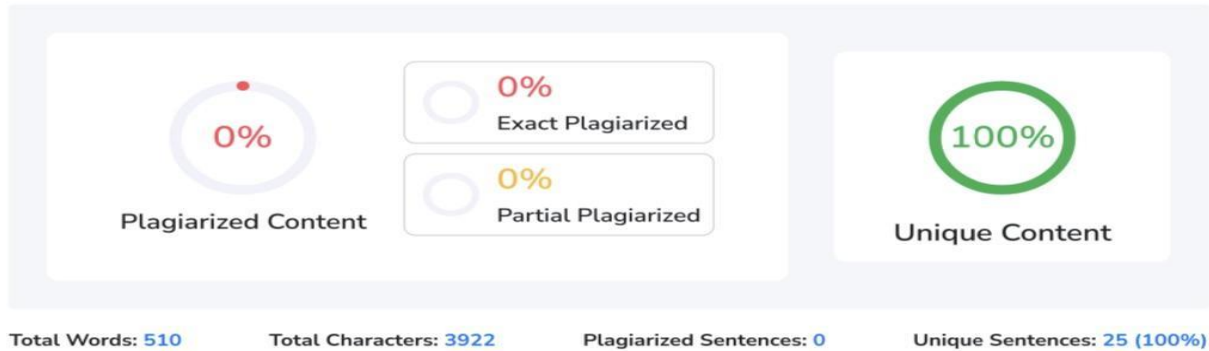 0%
Plagiarized Content
0%
Exact Plagiarized
0%
Partial Plagiarized
100%
Unique Content
Total Words: 510 Total Characters: 3922 Plagiarized Sentences: 0 Unique Sentences: 25 (100%)